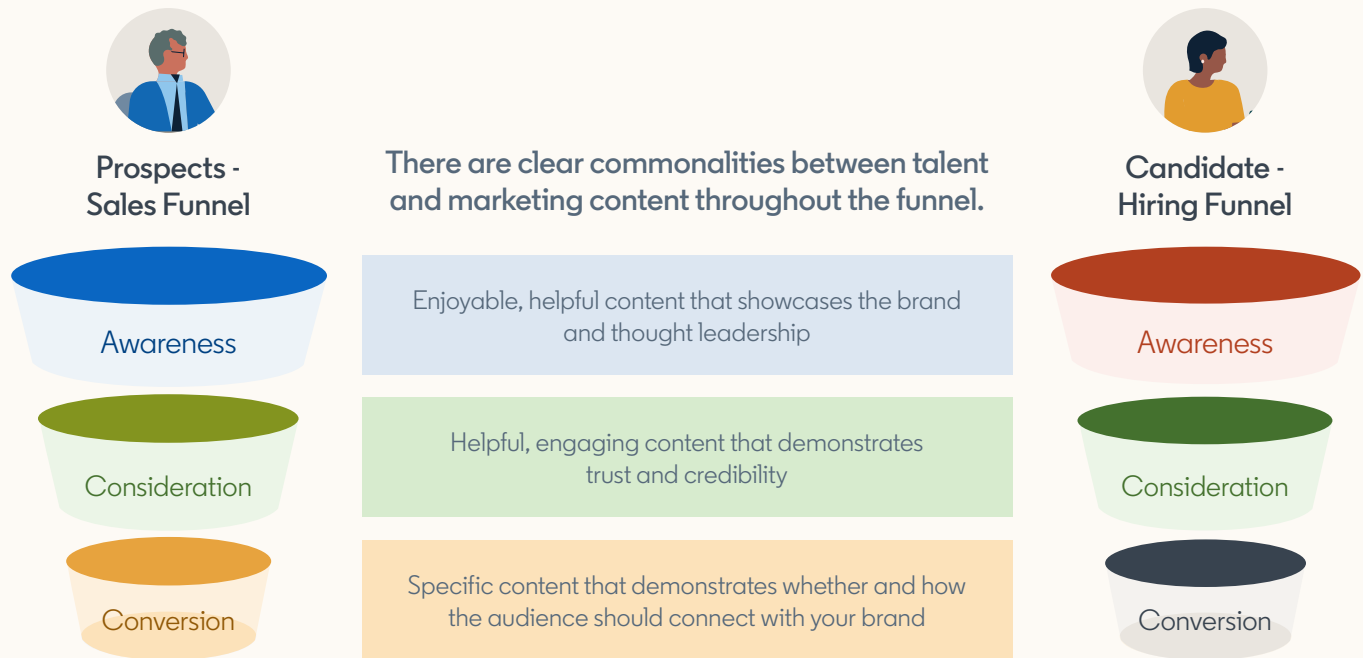 Prospects -
Sales Funnel
There are clear commonalities between talent
and marketing content throughout the funnel.
Candidate -
Hiring Funnel
Awareness
Enjoyable, helpful content that showcases the brand
and thought leadership
Awareness
Consideration
Helpful, engaging content that demonstrates
trust and credibility
Consideration
Conversion
Specific content that demonstrates whether and how
the audience should connect with your brand
Conversion